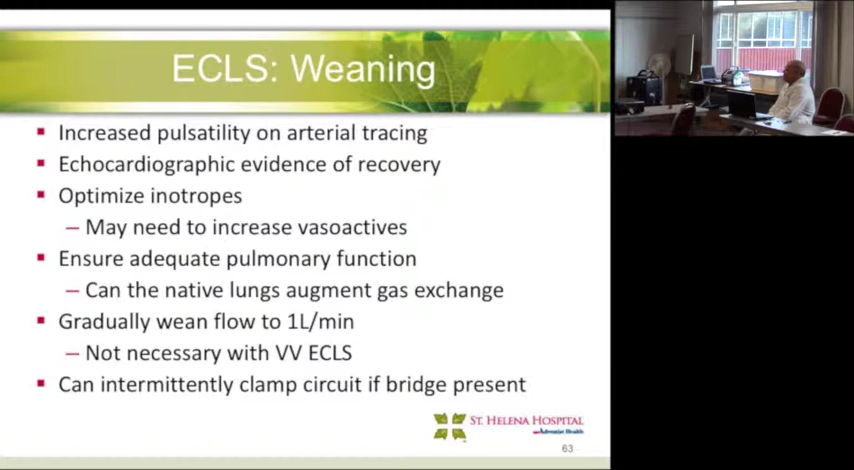 ECLS: Weaning
Increased pulsatility on arterial tracing
Echocardiographic evidence of recovery
Optimize inotropes
– May need to increase vasoactives
Ensure adequate pulmonary function
– Can the native lungs augment gas exchange
Gradually wean flow to 1L/min
– Not necessary with VV ECLS
Can intermittently clamp circuit if bridge present
ST. HELENA HOSPITAL
Adventist Health
63